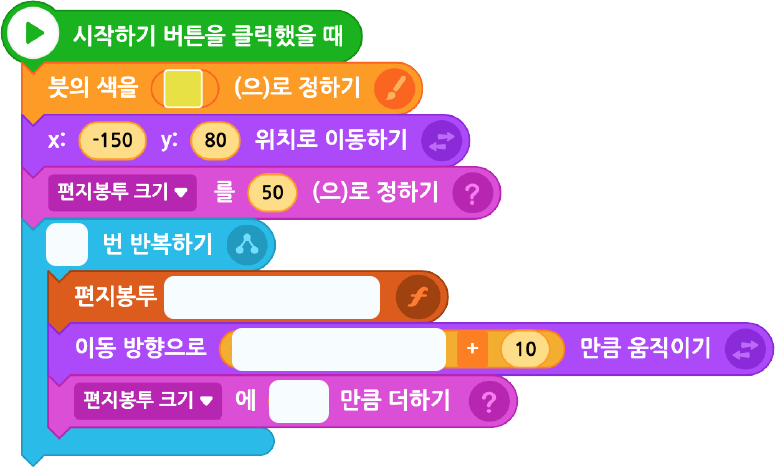 시작하기 버튼을 클릭했을 때
붓의 색을 (으)로 정하기
x: -150 y: 80 위치로 이동하기
편지봉투 크기 를 50 (으)로 정하기 ?
번 반복하기
편지봉투 f
이동 방향으로 + 10 만큼 움직이기
편지봉투 크기 에 만큼 더하기 ?